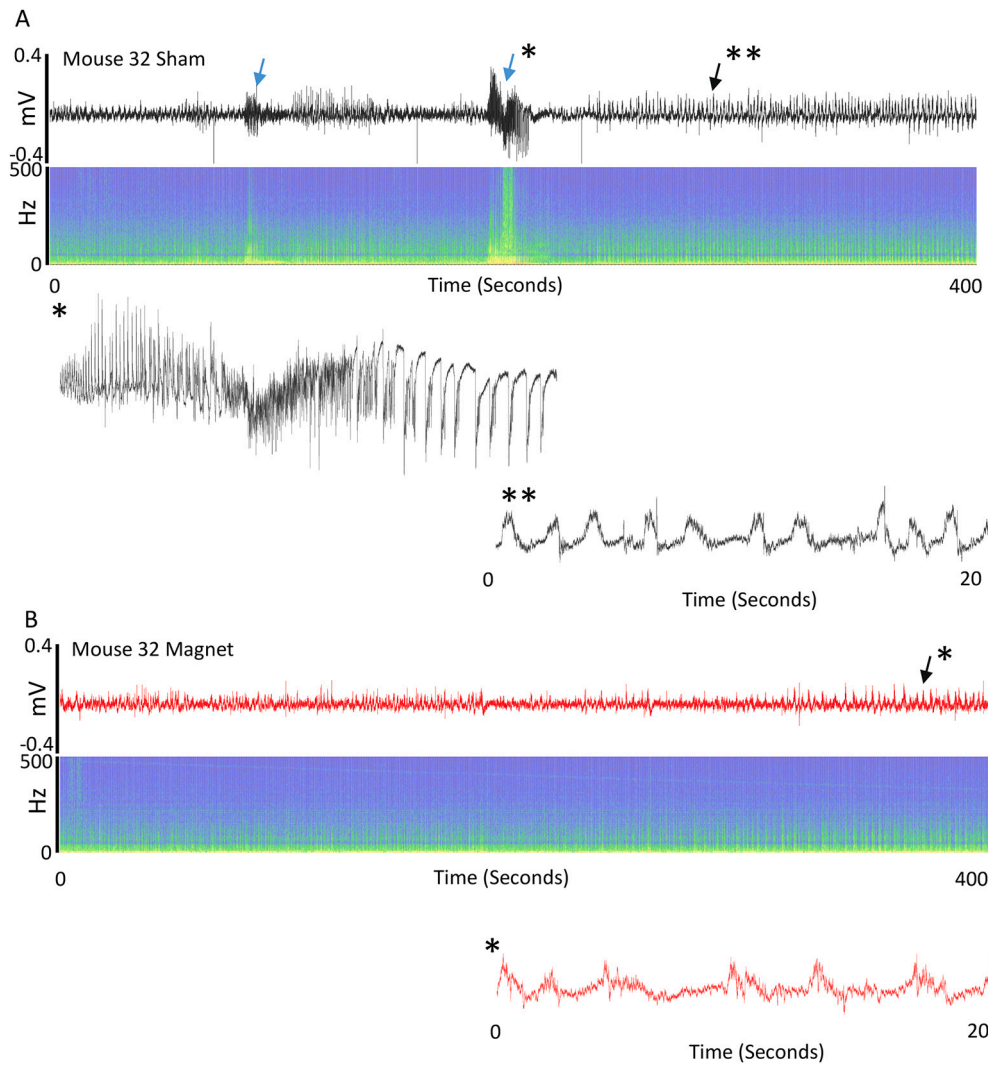 A
0.4
Mouse 32 Sham
*
**
mV
-0.4
500
Hz
0
0
Time (Seconds)
400
*
**
0
20
Time (Seconds)
B
0.4
Mouse 32 Magnet
*
mV
-0.4
500
Hz
0
0
Time (Seconds)
400
*
0
20
Time (Seconds)